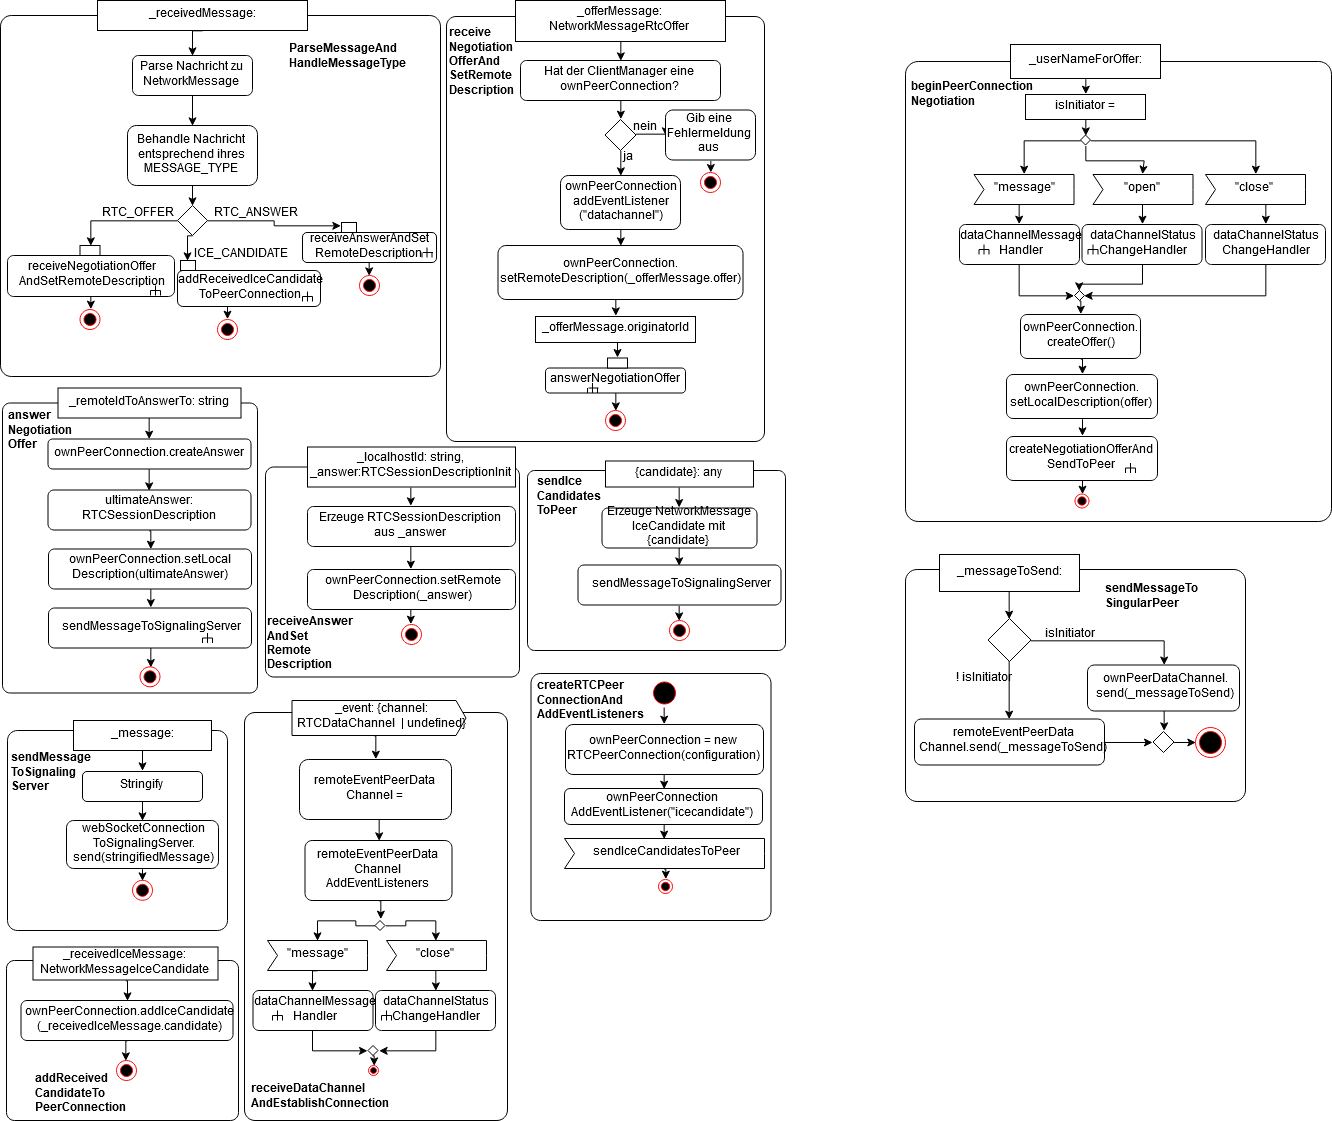 _receivedMessage:
ParseMessageAnd
HandleMessageType
Parse Nachricht zu
NetworkMessage
Behandle Nachricht
entsprechend ihres
MESSAGE_TYPE
RTC_OFFER
RTC_ANSWER
ICE_CANDIDATE
receiveNegotiationOffer
AndSetRemoteDescription
addReceivedIceCandidate
ToPeerConnection
receiveAnswerAndSet
RemoteDescription
_offerMessage:
NetworkMessageRtcOffer
receive
Negotiation
OfferAnd
SetRemote
Description
Hat der ClientManager eine
ownPeerConnection?
nein
ja
Gib eine
Fehlermeldung
aus
ownPeerConnection
addEventListener
("datachannel")
ownPeerConnection.
setRemoteDescription(_offerMessage.offer)
_offerMessage.originatorId
answerNegotiationOffer
_userNameForOffer:
beginPeerConnection
Negotiation
isInitiator =
"message"
"open"
"close"
dataChannelMessage
Handler
dataChannelStatus
ChangeHandler
dataChannelStatus
ChangeHandler
ownPeerConnection.
createOffer()
ownPeerConnection.
setLocalDescription(offer)
createNegotiationOfferAnd
SendToPeer
_remoteIdToAnswerTo: string
answer
Negotiation
Offer
ownPeerConnection.createAnswer
ultimateAnswer:
RTCSessionDescription
ownPeerConnection.setLocal
Description(ultimateAnswer)
sendMessageToSignalingServer
_localhostId: string,
_answer:RTCSessionDescriptionInit
Erzeuge RTCSessionDescription
aus _answer
ownPeerConnection.setRemote
Description(_answer)
receiveAnswer
AndSet
Remote
Description
{candidate}: any
sendIce
Candidates
ToPeer
Erzeuge NetworkMessage
IceCandidate mit
{candidate}
sendMessageToSignalingServer
_messageToSend:
sendMessageTo
SingularPeer
isInitiator
! isInitiator
ownPeerDataChannel.
send(_messageToSend)
remoteEventPeerData
Channel.send(_messageToSend)
_message:
sendMessage
ToSignaling
Server
Stringify
webSocketConnection
ToSignalingServer.
send(stringifiedMessage)
_event: {channel:
RTCDataChannel | undefined}
remoteEventPeerData
Channel =
remoteEventPeerData
Channel
AddEventListeners
"message"
"close"
dataChannelMessage
Handler
dataChannelStatus
ChangeHandler
receiveDataChannel
AndEstablishConnection
createRTCPeer
ConnectionAnd
AddEventListeners
ownPeerConnection = new
RTCPeerConnection(configuration)
ownPeerConnection
AddEventListener("icecandidate")
sendIceCandidatesToPeer
_receivedIceMessage:
NetworkMessageIceCandidate
ownPeerConnection.addIceCandidate
(_receivedIceMessage.candidate)
addReceived
CandidateTo
PeerConnection